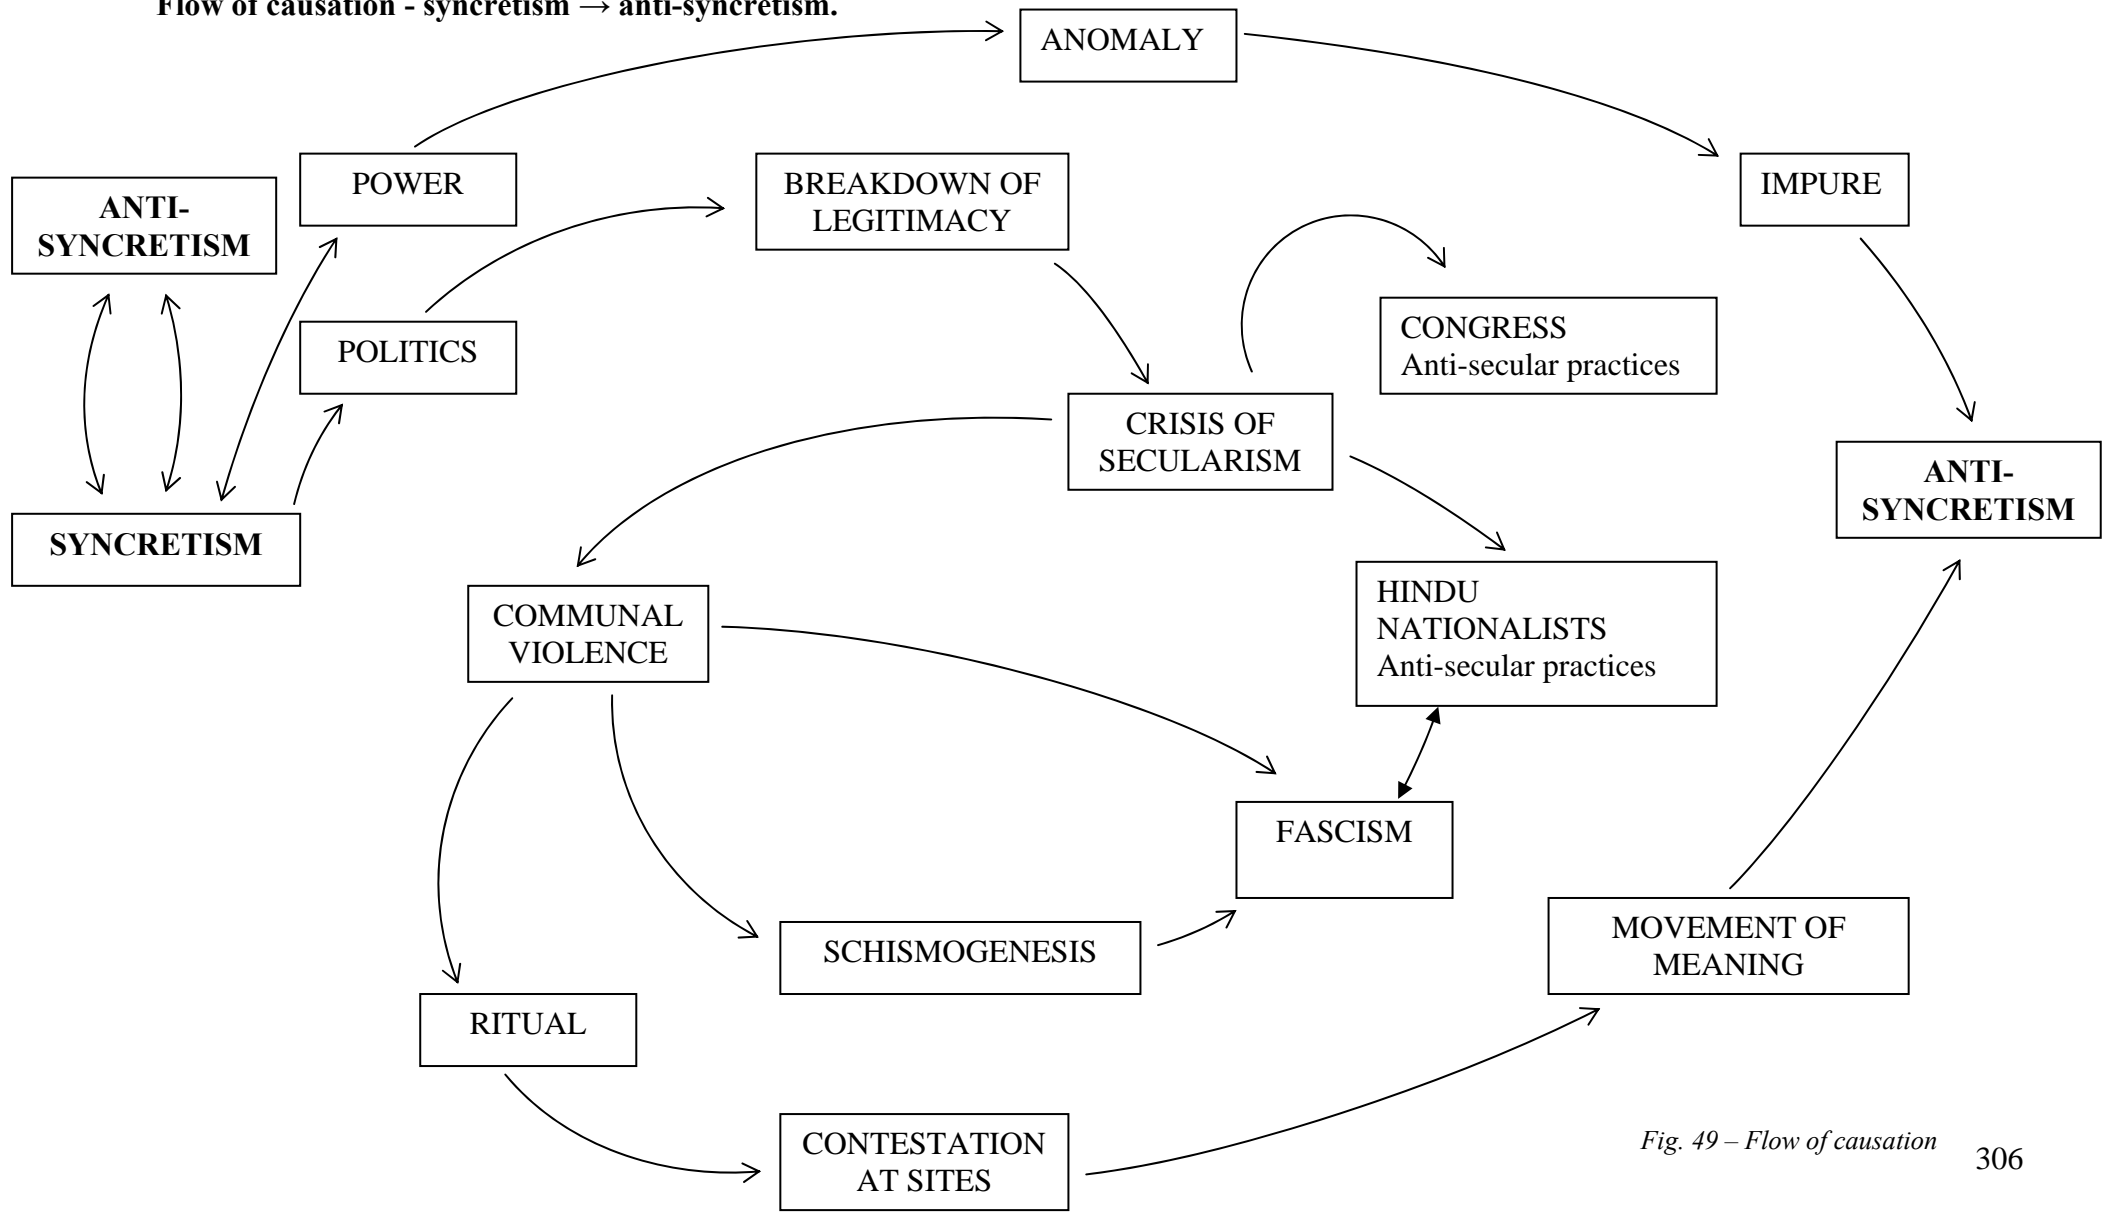 Flow of causation - syncretism → anti-syncretism.
ANOMALY
POWER
BREAKDOWN OF
LEGITIMACY
IMPURE
ANTI-
SYNCRETISM
POLITICS
CONGRESS
Anti-secular practices
CRISIS OF
SECULARISM
ANTI-
SYNCRETISM
SYNCRETISM
COMMUNAL
VIOLENCE
HINDU
NATIONALISTS
Anti-secular practices
FASCISM
SCHISMOGENESIS
MOVEMENT OF
MEANING
RITUAL
CONTESTATION
AT SITES
Fig. 49 – Flow of causation
306